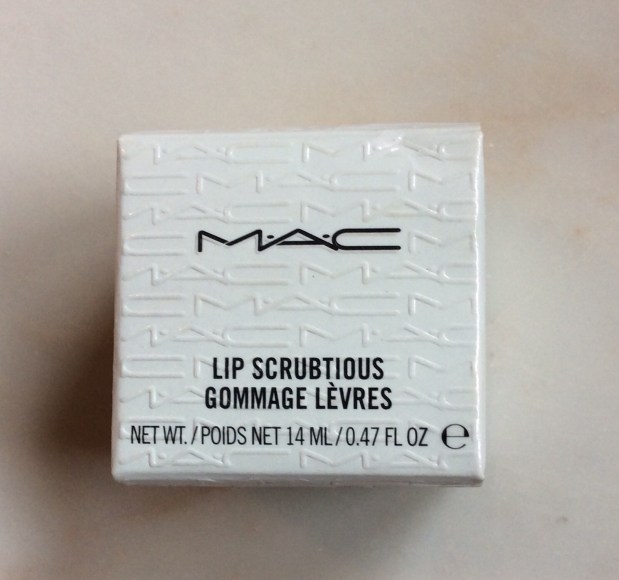 M·A·C
LIP SCRUBTIOUS
GOMMAGE LÈVRES
NET WT. / POIDS NET 14 ML / 0.47 FL OZ ℮